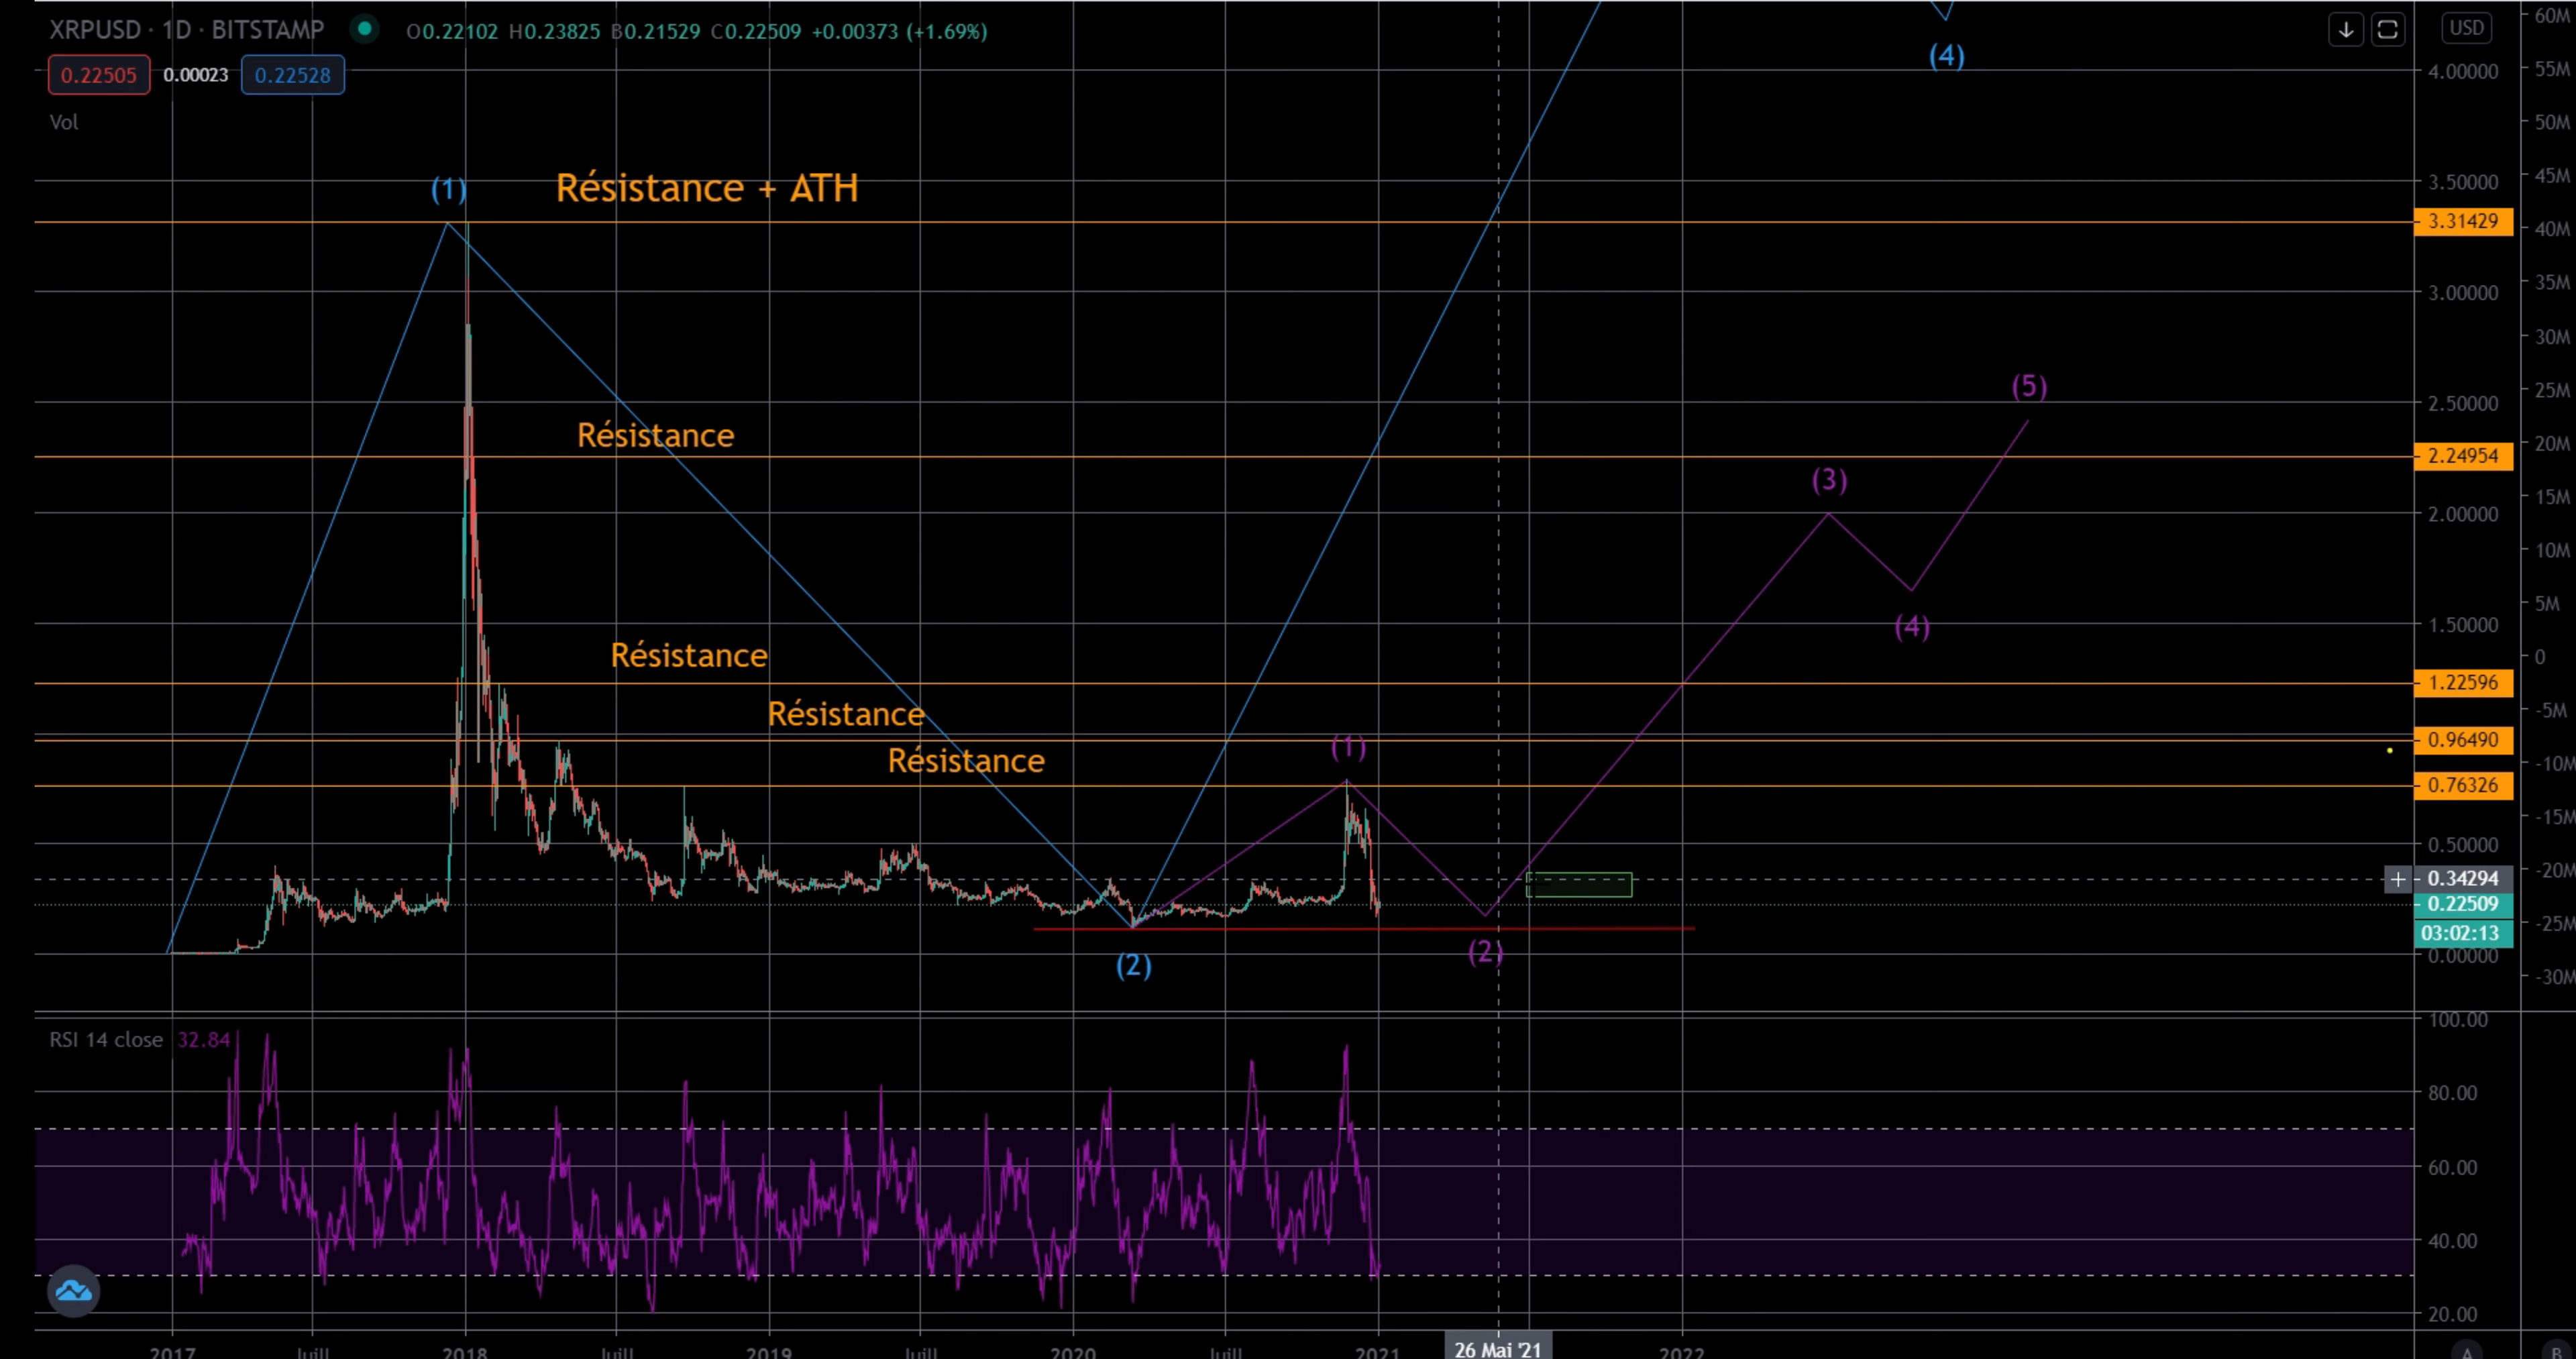 XRPUSD · 1D · BITSTAMP
O0.22102 H0.23825 B0.21529 C0.22509 +0.00373 (+1.69%)
0.22505 0.00023 0.22528
Vol
USD
(4)
(1)
Résistance + ATH
Résistance
Résistance
Résistance
Résistance
(5)
(3)
(4)
(1)
(2)
(2)
4.00000
3.50000
3.31429
3.00000
2.50000
2.24954
2.00000
1.50000
1.22596
0.96490
0.76326
0.50000
0.34294
0.22509
03:02:13
0.00000
60M
55M
50M
45M
40M
35M
30M
25M
20M
15M
10M
5M
0
-5M
-10M
-15M
-20M
-25M
-30M
RSI 14 close 32.84
100.00
80.00
60.00
40.00
20.00
2017 Juill 2018 Juill 2019 Juill 2020 Juill 2021 26 Mai '21 2022
A B